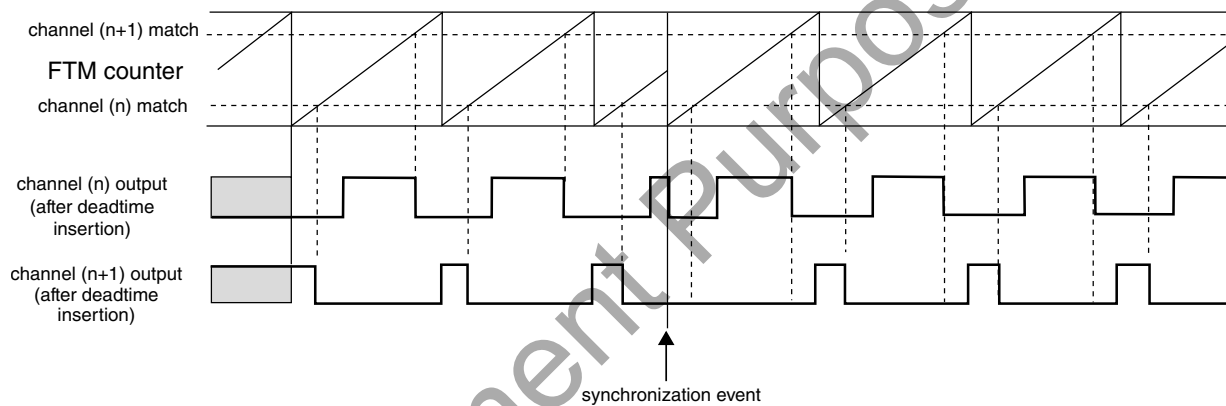 channel (n+1) match
FTM counter
channel (n) match
channel (n) output
(after deadtime
insertion)
channel (n+1) output
(after deadtime
insertion)
synchronization event